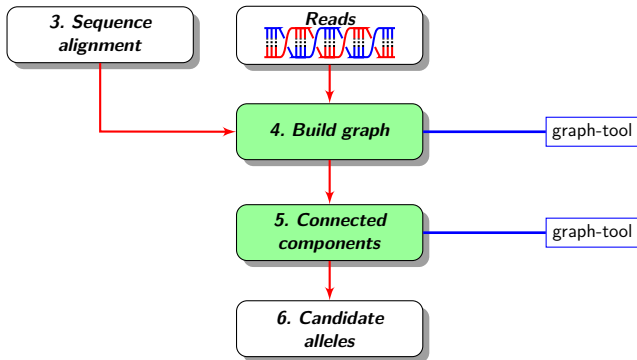 3. Sequence
alignment
Reads
4. Build graph
graph-tool
5. Connected
components
graph-tool
6. Candidate
alleles